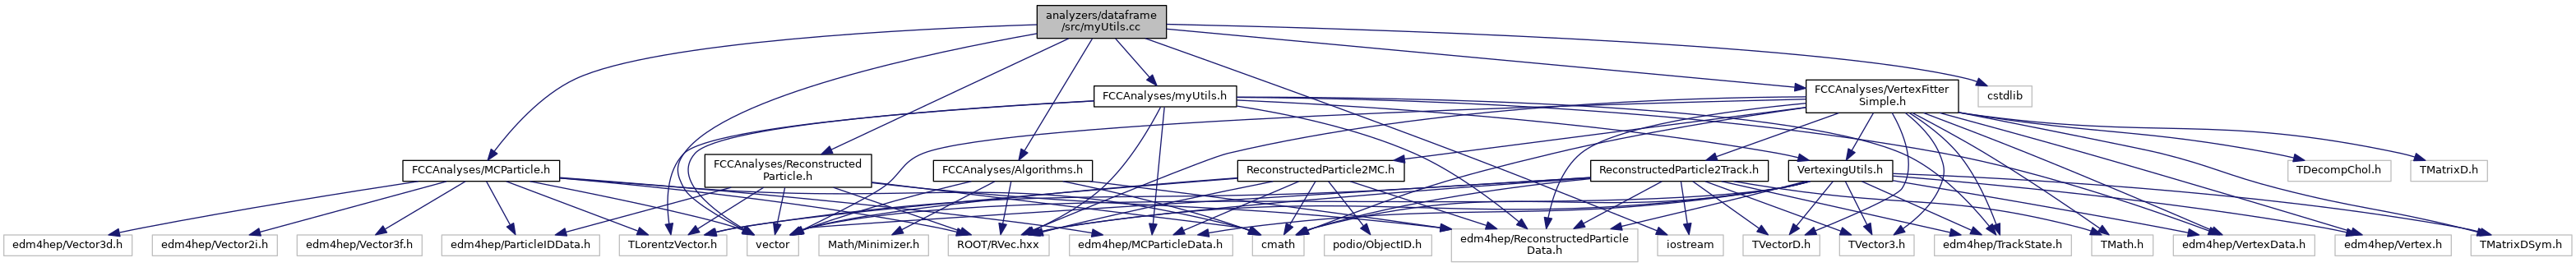 analyzers/dataframe
/src/myUtils.cc
FCCAnalyses/myUtils.h
FCCAnalyses/VertexFitter
Simple.h
cstdlib
FCCAnalyses/MCParticle.h
FCCAnalyses/Reconstructed
Particle.h
FCCAnalyses/Algorithms.h
ReconstructedParticle2MC.h
ReconstructedParticle2Track.h
VertexingUtils.h
TDecompChol.h
TMatrixD.h
edm4hep/Vector3d.h
edm4hep/Vector2i.h
edm4hep/Vector3f.h
edm4hep/ParticleIDData.h
TLorentzVector.h
vector
Math/Minimizer.h
ROOT/RVec.hxx
edm4hep/MCParticleData.h
cmath
podio/ObjectID.h
edm4hep/ReconstructedParticle
Data.h
iostream
TVectorD.h
TVector3.h
edm4hep/TrackState.h
TMath.h
edm4hep/VertexData.h
edm4hep/Vertex.h
TMatrixDSym.h